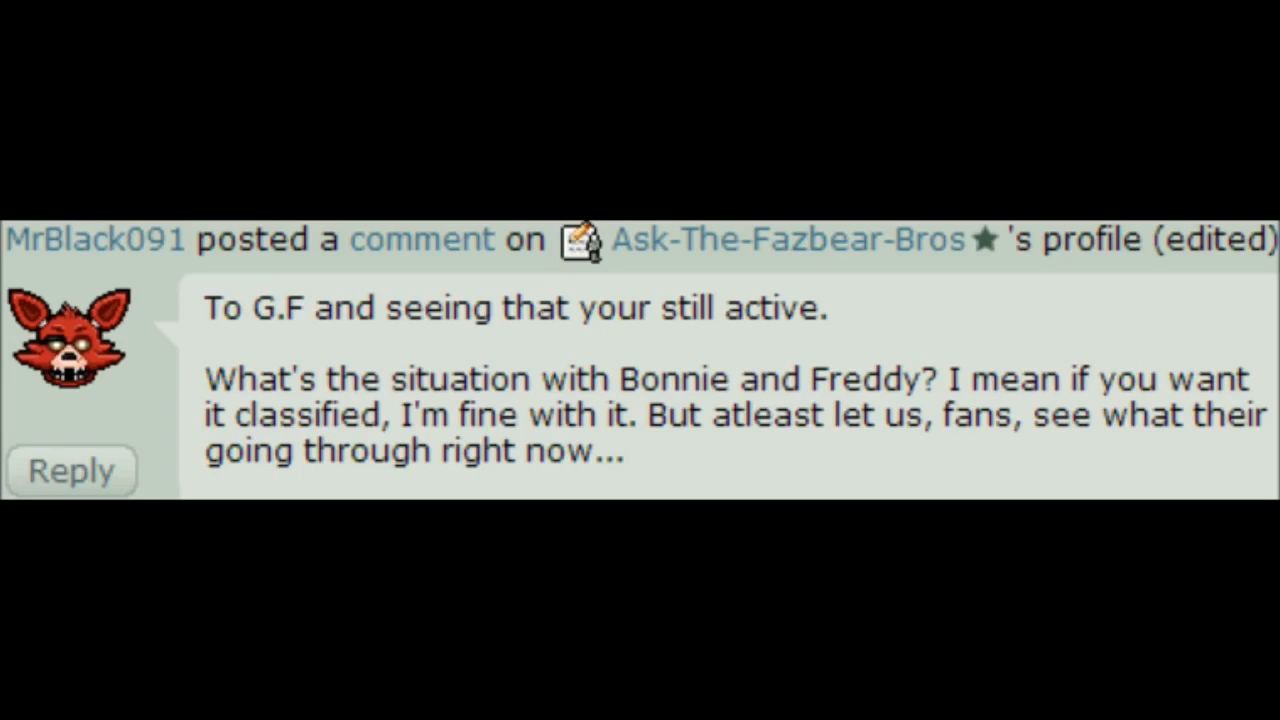 MrBlack091 posted a comment on Ask-The-Fazbear-Bros★'s profile (edited)
To G.F and seeing that your still active.
What's the situation with Bonnie and Freddy? I mean if you want
it classified, I'm fine with it. But atleast let us, fans, see what their
going through right now...
Reply